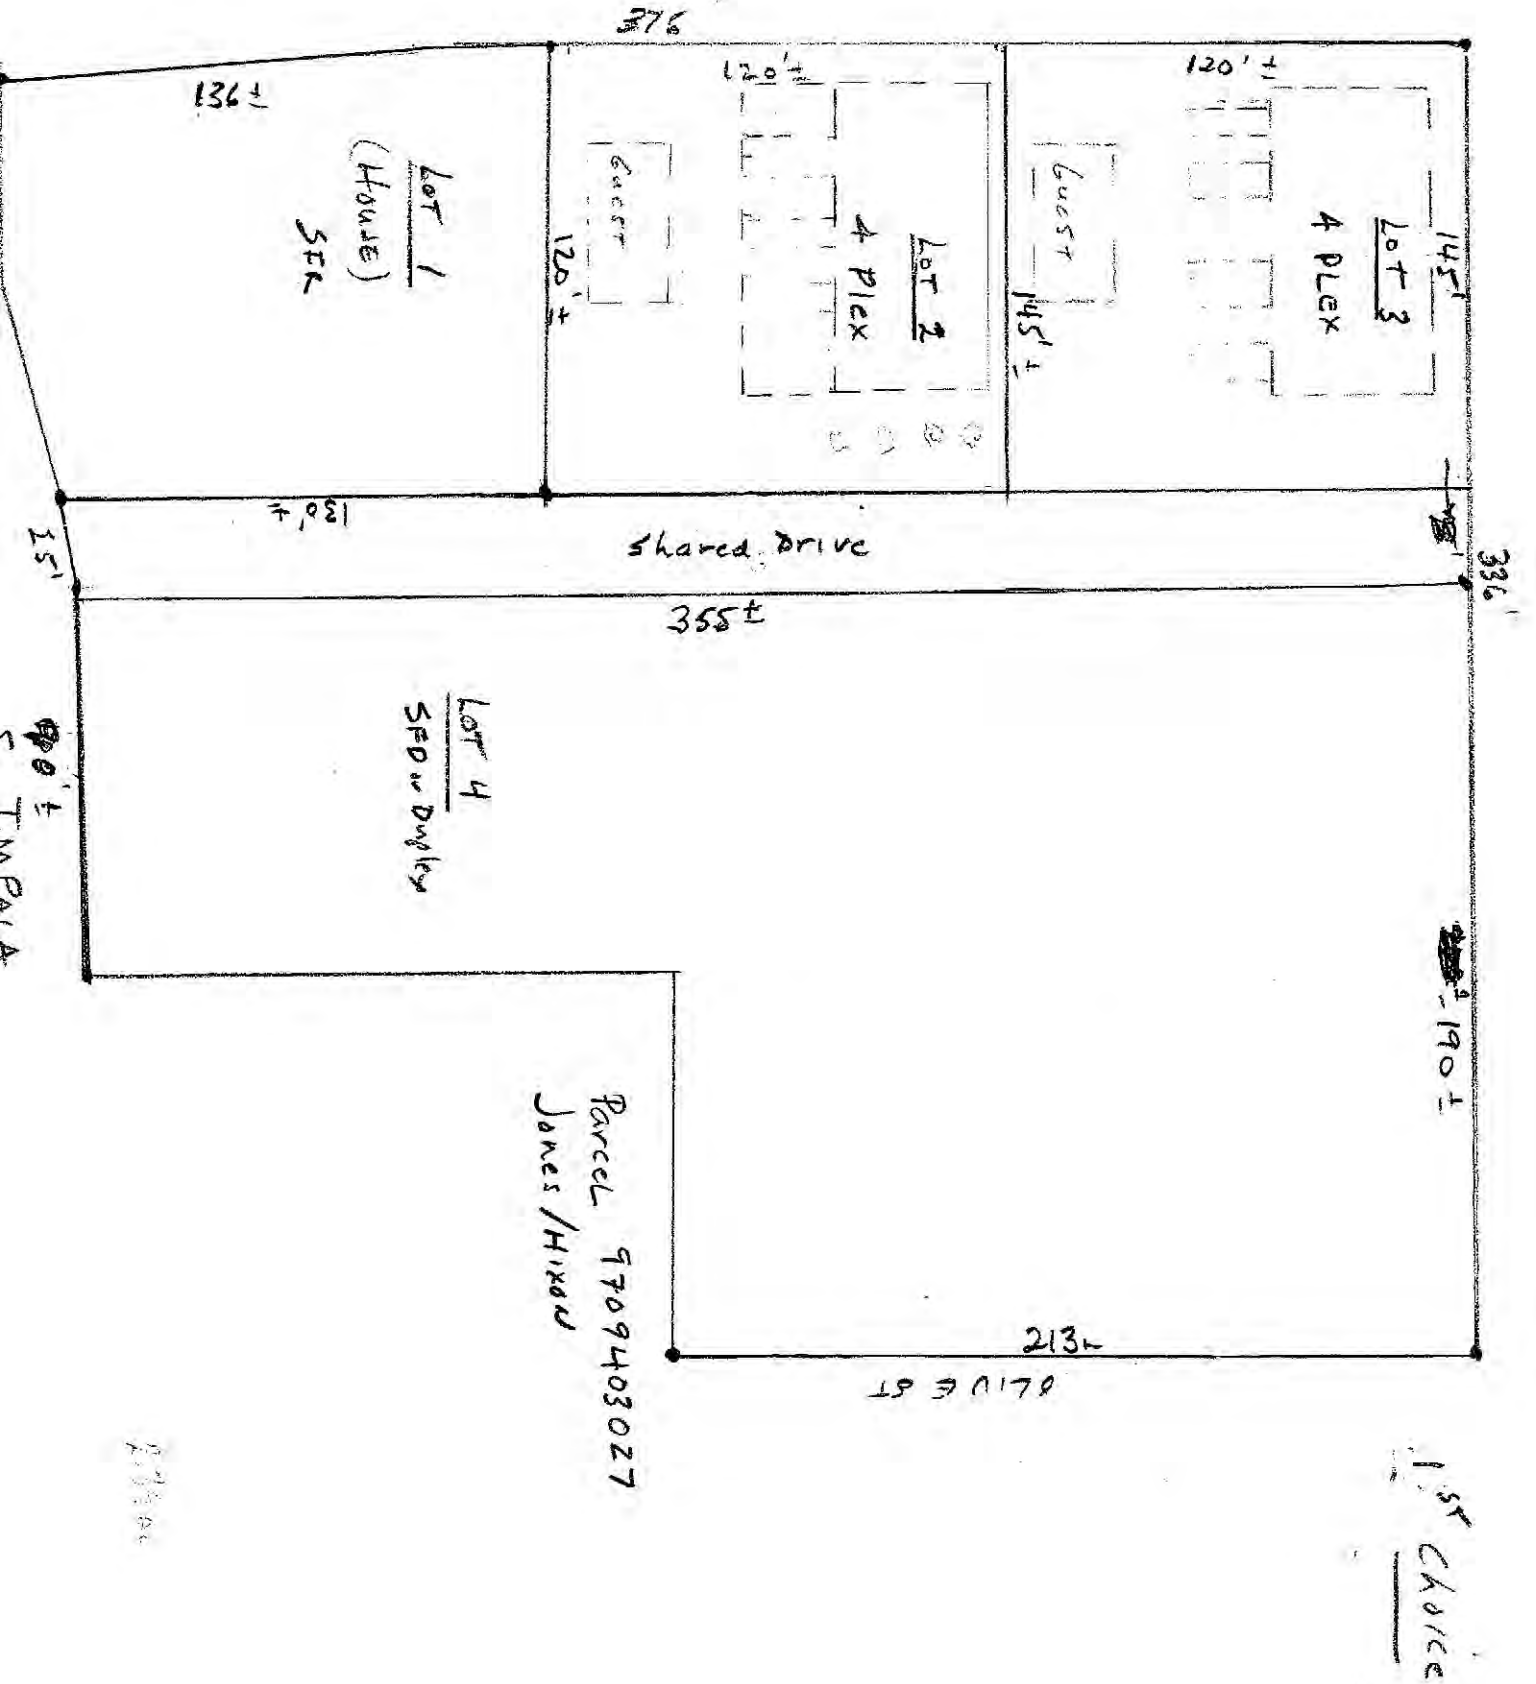 376
136 ±
Lot 1
(House)
SFR
120' ±
Guest
120' ±
Lot 2
4 Plex
145' ±
Guest
120' ±
Lot 3
4 PLEX
145'
336'
130' ±
Shared Drive
355 ±
Lot 4
SFD or Duplex
190 ±
Parcel 9709403027
Jones/Hixon
213
OLIVE ST
1st Choice